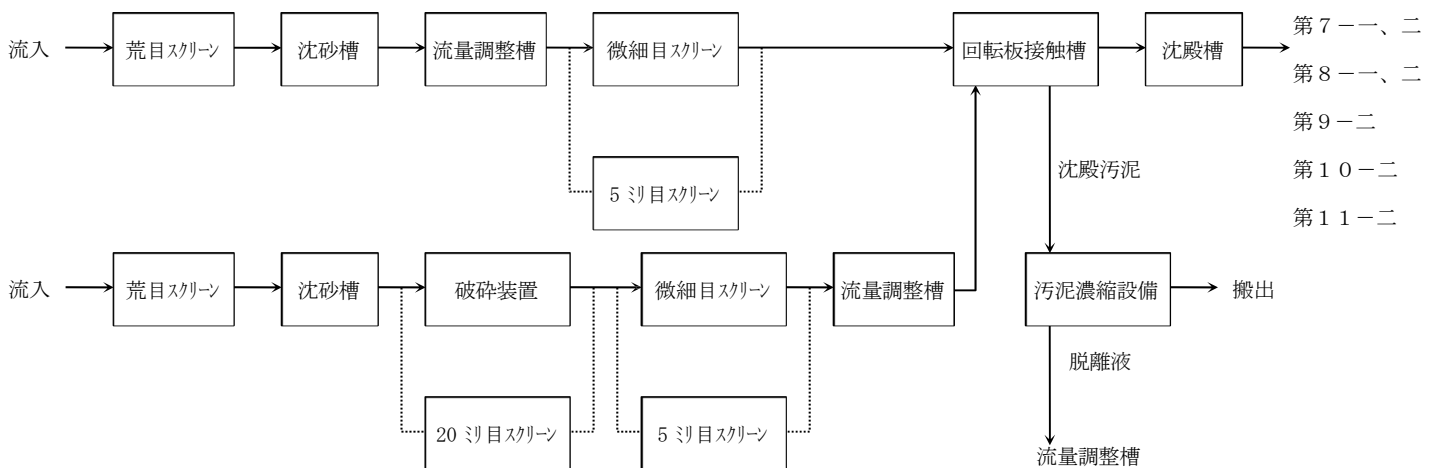 流入
荒目スクリーン
沈砂槽
流量調整槽
微細目スクリーン
回転板接触槽
沈殿槽
第７－一、二
第８－一、二
第９－二
第１０－二
第１１－二
5 ミリ目スクリーン
沈殿汚泥
流入
荒目スクリーン
沈砂槽
破砕装置
微細目スクリーン
流量調整槽
汚泥濃縮設備
搬出
脱離液
20 ミリ目スクリーン
5 ミリ目スクリーン
流量調整槽